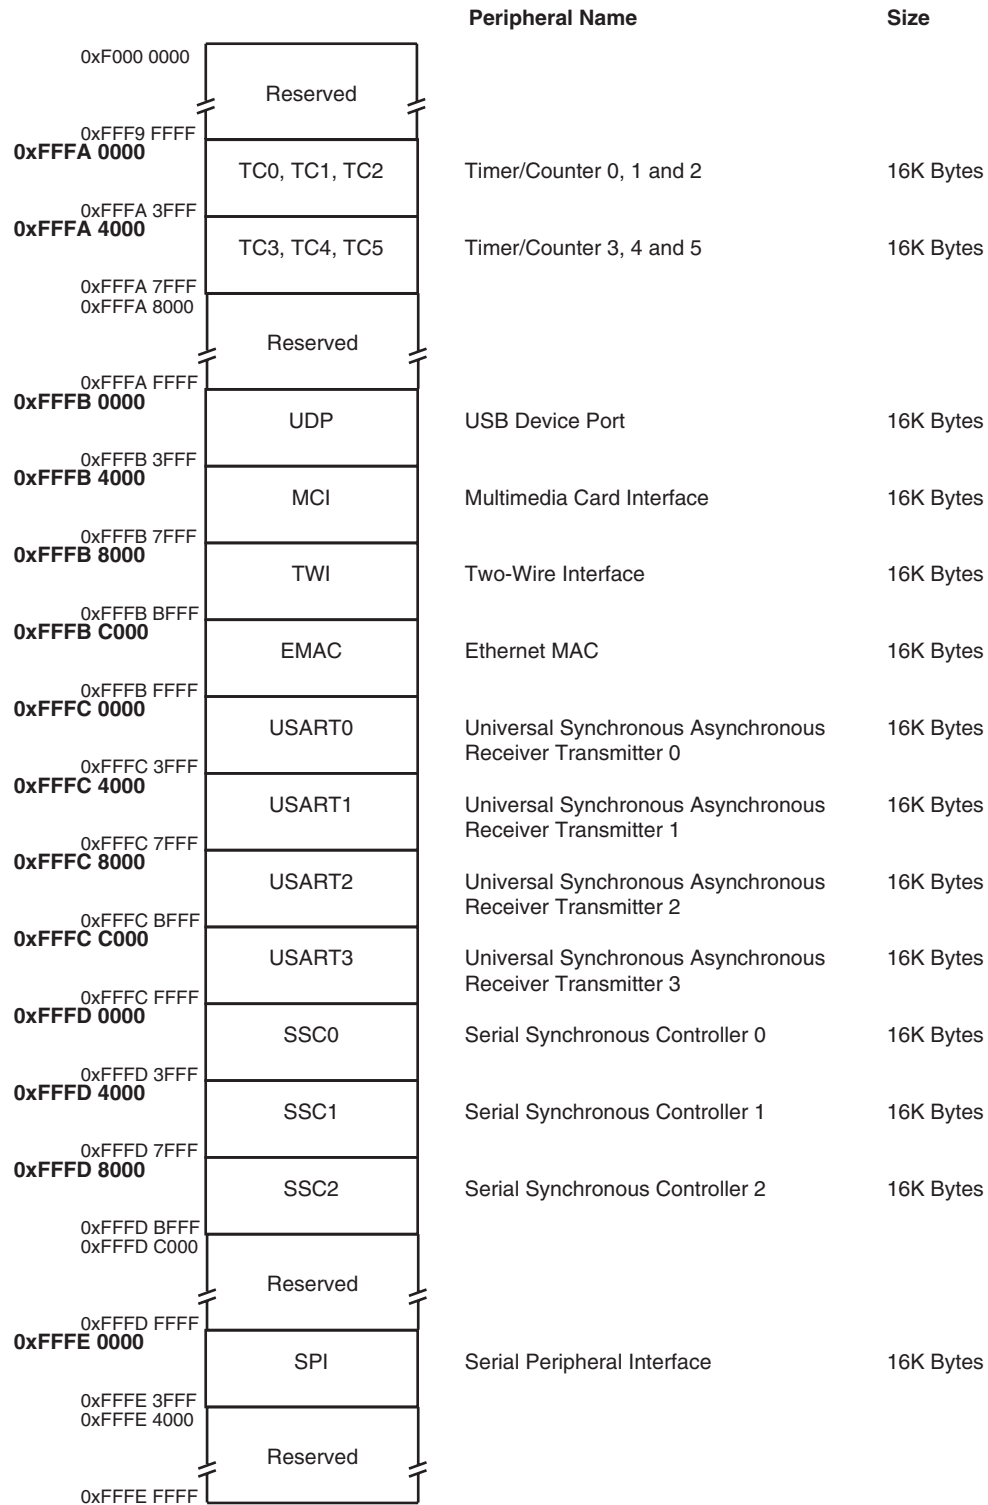 Peripheral Name Size
0xF000 0000
Reserved
0xFFF9 FFFF
0xFFFA 0000
TC0, TC1, TC2 Timer/Counter 0, 1 and 2 16K Bytes
0xFFFA 3FFF
0xFFFA 4000
TC3, TC4, TC5 Timer/Counter 3, 4 and 5 16K Bytes
0xFFFA 7FFF
0xFFFA 8000
Reserved
0xFFFA FFFF
0xFFFB 0000
UDP USB Device Port 16K Bytes
0xFFFB 3FFF
0xFFFB 4000
MCI Multimedia Card Interface 16K Bytes
0xFFFB 7FFF
0xFFFB 8000
TWI Two-Wire Interface 16K Bytes
0xFFFB BFFF
0xFFFB C000
EMAC Ethernet MAC 16K Bytes
0xFFFB FFFF
0xFFFC 0000
USART0 Universal Synchronous Asynchronous 16K Bytes
Receiver Transmitter 0
0xFFFC 3FFF
0xFFFC 4000
USART1 Universal Synchronous Asynchronous 16K Bytes
Receiver Transmitter 1
0xFFFC 7FFF
0xFFFC 8000
USART2 Universal Synchronous Asynchronous 16K Bytes
Receiver Transmitter 2
0xFFFC BFFF
0xFFFC C000
USART3 Universal Synchronous Asynchronous 16K Bytes
Receiver Transmitter 3
0xFFFC FFFF
0xFFFD 0000
SSC0 Serial Synchronous Controller 0 16K Bytes
0xFFFD 3FFF
0xFFFD 4000
SSC1 Serial Synchronous Controller 1 16K Bytes
0xFFFD 7FFF
0xFFFD 8000
SSC2 Serial Synchronous Controller 2 16K Bytes
0xFFFD BFFF
0xFFFD C000
Reserved
0xFFFD FFFF
0xFFFE 0000
SPI Serial Peripheral Interface 16K Bytes
0xFFFE 3FFF
0xFFFE 4000
Reserved
0xFFFE FFFF